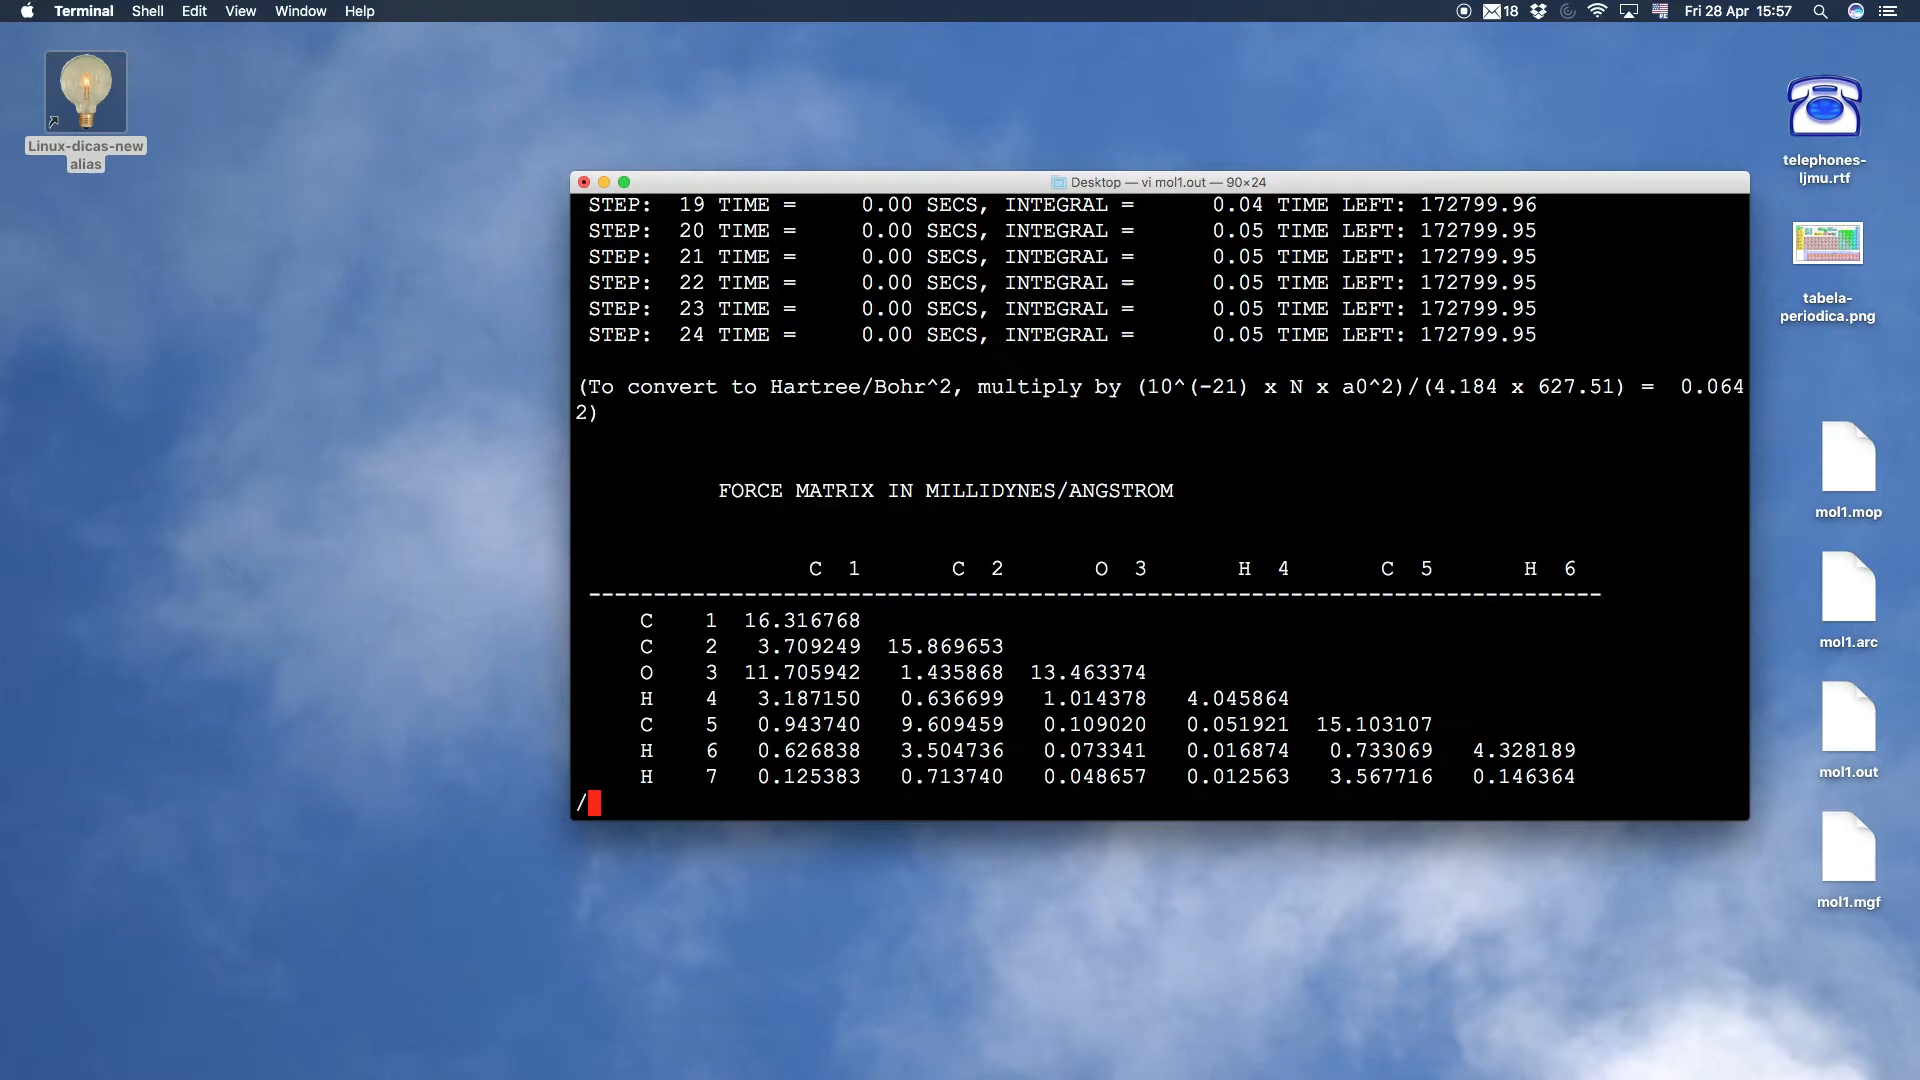 Terminal Shell Edit View Window Help 18 Fri 28 Apr 15:57
Linux-dicas-new
alias
telephones-
ljmu.rtf
tabela-
periodica.png
mol1.mop
mol1.arc
mol1.out
mol1.mgf
Desktop — vi mol1.out — 90×24
STEP: 19 TIME = 0.00 SECS, INTEGRAL = 0.04 TIME LEFT: 172799.96
STEP: 20 TIME = 0.00 SECS, INTEGRAL = 0.05 TIME LEFT: 172799.95
STEP: 21 TIME = 0.00 SECS, INTEGRAL = 0.05 TIME LEFT: 172799.95
STEP: 22 TIME = 0.00 SECS, INTEGRAL = 0.05 TIME LEFT: 172799.95
STEP: 23 TIME = 0.00 SECS, INTEGRAL = 0.05 TIME LEFT: 172799.95
STEP: 24 TIME = 0.00 SECS, INTEGRAL = 0.05 TIME LEFT: 172799.95
(To convert to Hartree/Bohr^2, multiply by (10^(-21) x N x a0^2)/(4.184 x 627.51) = 0.064
2)
FORCE MATRIX IN MILLIDYNES/ANGSTROM
C 1 C 2 O 3 H 4 C 5 H 6
------------------------------------------------------------------------------
C 1 16.316768
C 2 3.709249 15.869653
O 3 11.705942 1.435868 13.463374
H 4 3.187150 0.636699 1.014378 4.045864
C 5 0.943740 9.609459 0.109020 0.051921 15.103107
H 6 0.626838 3.504736 0.073341 0.016874 0.733069 4.328189
H 7 0.125383 0.713740 0.048657 0.012563 3.567716 0.146364
/